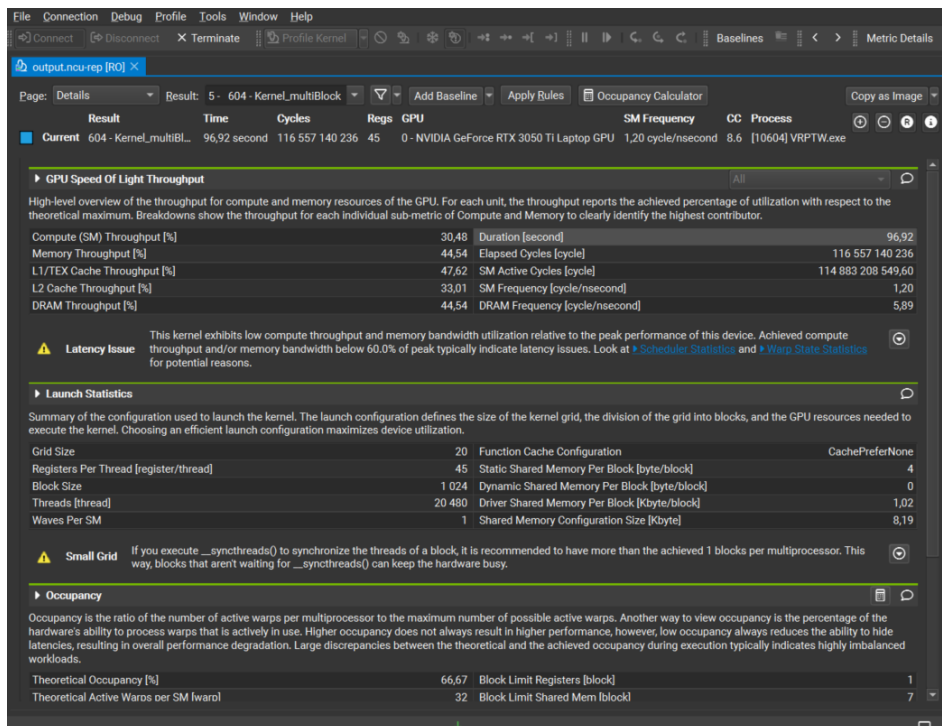 File Connection Debug Profile Tools Window Help
Connect Disconnect Terminate Profile Kernel Baselines Metric Details
output.ncu-rep [RO]
Page: Details Result: 5 - 604 - Kernel_multiBlock Add Baseline Apply Rules Occupancy Calculator Copy as Image
Result Time Cycles Regs GPU SM Frequency CC Process
Current 604 - Kernel_multiBl... 96,92 second 116 557 140 236 45 0 - NVIDIA GeForce RTX 3050 Ti Laptop GPU 1,20 cycle/nsecond 8.6 [10604] VRPTW.exe
GPU Speed Of Light Throughput All
High-level overview of the throughput for compute and memory resources of the GPU. For each unit, the throughput reports the achieved percentage of utilization with respect to the
theoretical maximum. Breakdowns show the throughput for each individual sub-metric of Compute and Memory to clearly identify the highest contributor.
Compute (SM) Throughput [%] 30,48 Duration [second] 96,92
Memory Throughput [%] 44,54 Elapsed Cycles [cycle] 116 557 140 236
L1/TEX Cache Throughput [%] 47,62 SM Active Cycles [cycle] 114 883 208 549,60
L2 Cache Throughput [%] 33,01 SM Frequency [cycle/nsecond] 1,20
DRAM Throughput [%] 44,54 DRAM Frequency [cycle/nsecond] 5,89
Latency Issue This kernel exhibits low compute throughput and memory bandwidth utilization relative to the peak performance of this device. Achieved compute
throughput and/or memory bandwidth below 60.0% of peak typically indicate latency issues. Look at Scheduler Statistics and Warp State Statistics
for potential reasons.
Launch Statistics
Summary of the configuration used to launch the kernel. The launch configuration defines the size of the kernel grid, the division of the grid into blocks, and the GPU resources needed to
execute the kernel. Choosing an efficient launch configuration maximizes device utilization.
Grid Size 20 Function Cache Configuration CachePreferNone
Registers Per Thread [register/thread] 45 Static Shared Memory Per Block [byte/block] 4
Block Size 1 024 Dynamic Shared Memory Per Block [byte/block] 0
Threads [thread] 20 480 Driver Shared Memory Per Block [Kbyte/block] 1,02
Waves Per SM 1 Shared Memory Configuration Size [Kbyte] 8,19
Small Grid If you execute __syncthreads() to synchronize the threads of a block, it is recommended to have more than the achieved 1 blocks per multiprocessor. This
way, blocks that aren't waiting for __syncthreads() can keep the hardware busy.
Occupancy
Occupancy is the ratio of the number of active warps per multiprocessor to the maximum number of possible active warps. Another way to view occupancy is the percentage of the
hardware's ability to process warps that is actively in use. Higher occupancy does not always result in higher performance, however, low occupancy always reduces the ability to hide
latencies, resulting in overall performance degradation. Large discrepancies between the theoretical and the achieved occupancy during execution typically indicates highly imbalanced
workloads.
Theoretical Occupancy [%] 66,67 Block Limit Registers [block] 1
Theoretical Active Warps per SM [warp] 32 Block Limit Shared Mem [block] 7